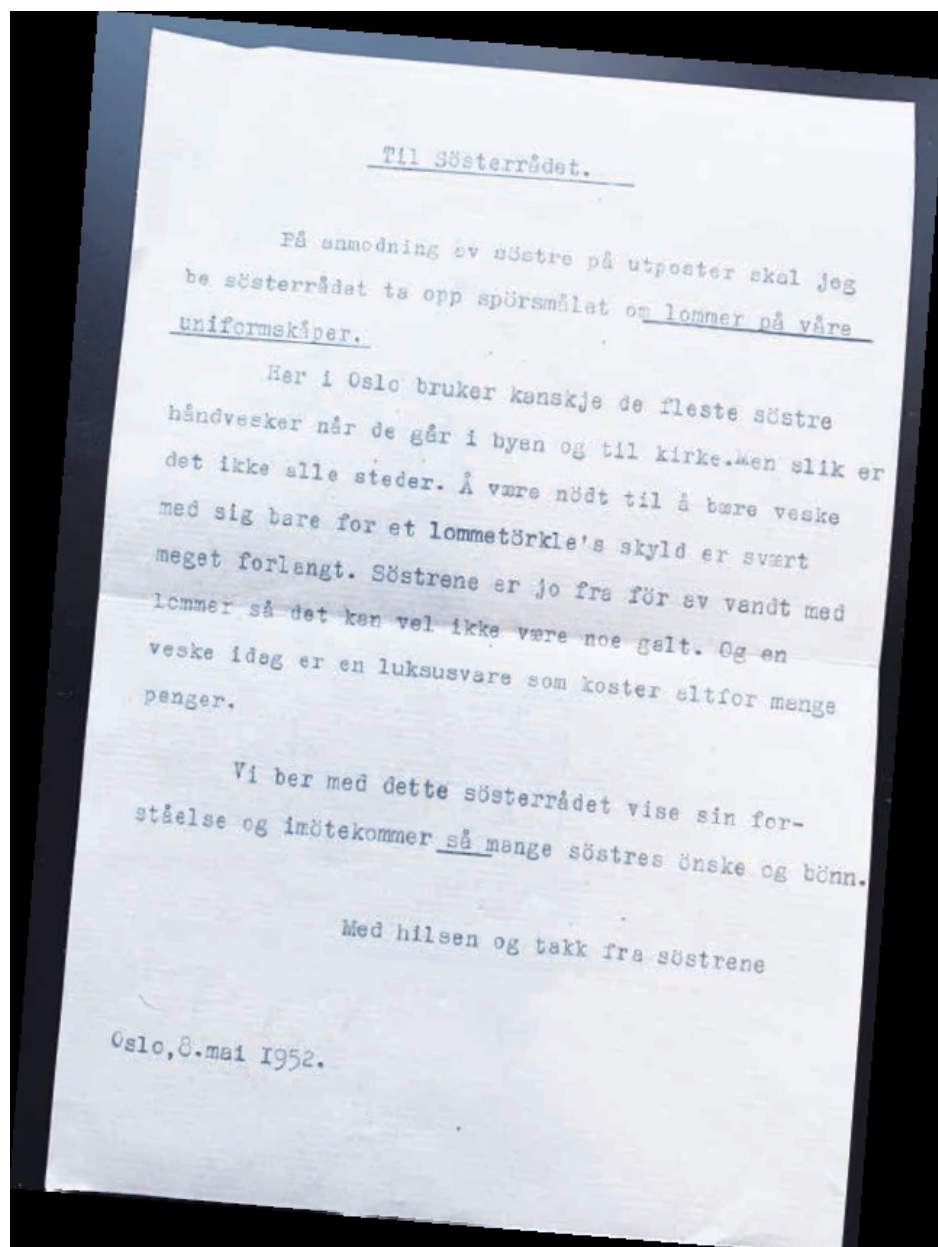 Til Sösterrådet.
På anmodning av söstre på utposter skal jeg
be sösterrådet ta opp spörsmålet om lommer på våre
uniformskåper.
Her i Oslo bruker kanskje de fleste söstre
håndvesker når de går i byen og til kirke.Men slik er
det ikke alle steder. Å være nödt til å bære veske
med sig bare for et lommetörkle's skyld er svært
meget forlangt. Söstrene er jo fra för av vandt med
lommer så det kan vel ikke være noe galt. Og en
veske idag er en luksusvare som koster altfor mange
penger.
Vi ber med dette sösterrådet vise sin for-
ståelse og imötekommer så mange söstres önske og bönn.
Med hilsen og takk fra söstrene
Oslo,8.mai 1952.